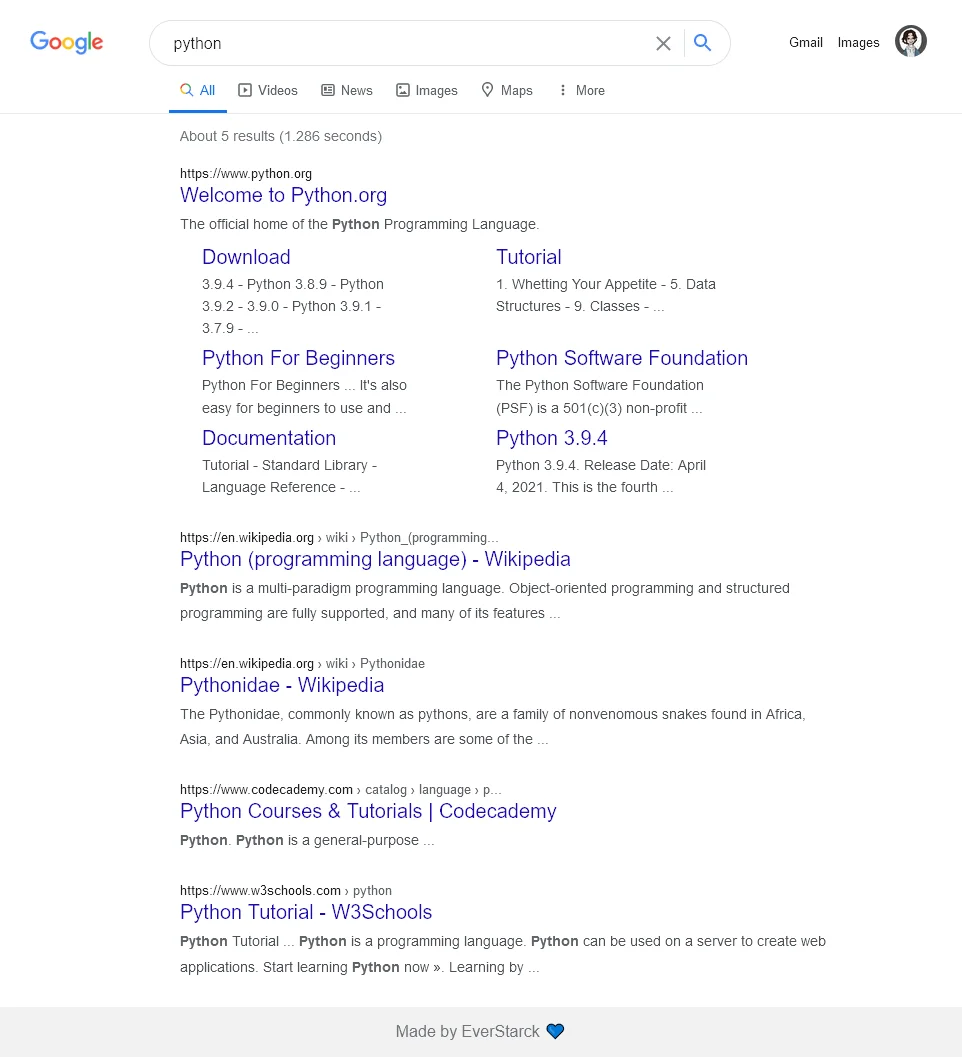 Google
python
Gmail Images
All Videos News Images Maps More
About 5 results (1.286 seconds)
https://www.python.org
Welcome to Python.org
The official home of the Python Programming Language.
Download
3.9.4 - Python 3.8.9 - Python
3.9.2 - 3.9.0 - Python 3.9.1 -
3.7.9 - ...
Tutorial
1. Whetting Your Appetite - 5. Data
Structures - 9. Classes - ...
Python For Beginners
Python For Beginners ... It's also
easy for beginners to use and ...
Python Software Foundation
The Python Software Foundation
(PSF) is a 501(c)(3) non-profit ...
Documentation
Tutorial - Standard Library -
Language Reference - ...
Python 3.9.4
Python 3.9.4. Release Date: April
4, 2021. This is the fourth ...
https://en.wikipedia.org › wiki › Python_(programming...
Python (programming language) - Wikipedia
Python is a multi-paradigm programming language. Object-oriented programming and structured
programming are fully supported, and many of its features ...
https://en.wikipedia.org › wiki › Pythonidae
Pythonidae - Wikipedia
The Pythonidae, commonly known as pythons, are a family of nonvenomous snakes found in Africa,
Asia, and Australia. Among its members are some of the ...
https://www.codecademy.com › catalog › language › p...
Python Courses & Tutorials | Codecademy
Python. Python is a general-purpose ...
https://www.w3schools.com › python
Python Tutorial - W3Schools
Python Tutorial ... Python is a programming language. Python can be used on a server to create web
applications. Start learning Python now ». Learning by ...
Made by EverStarck 💙